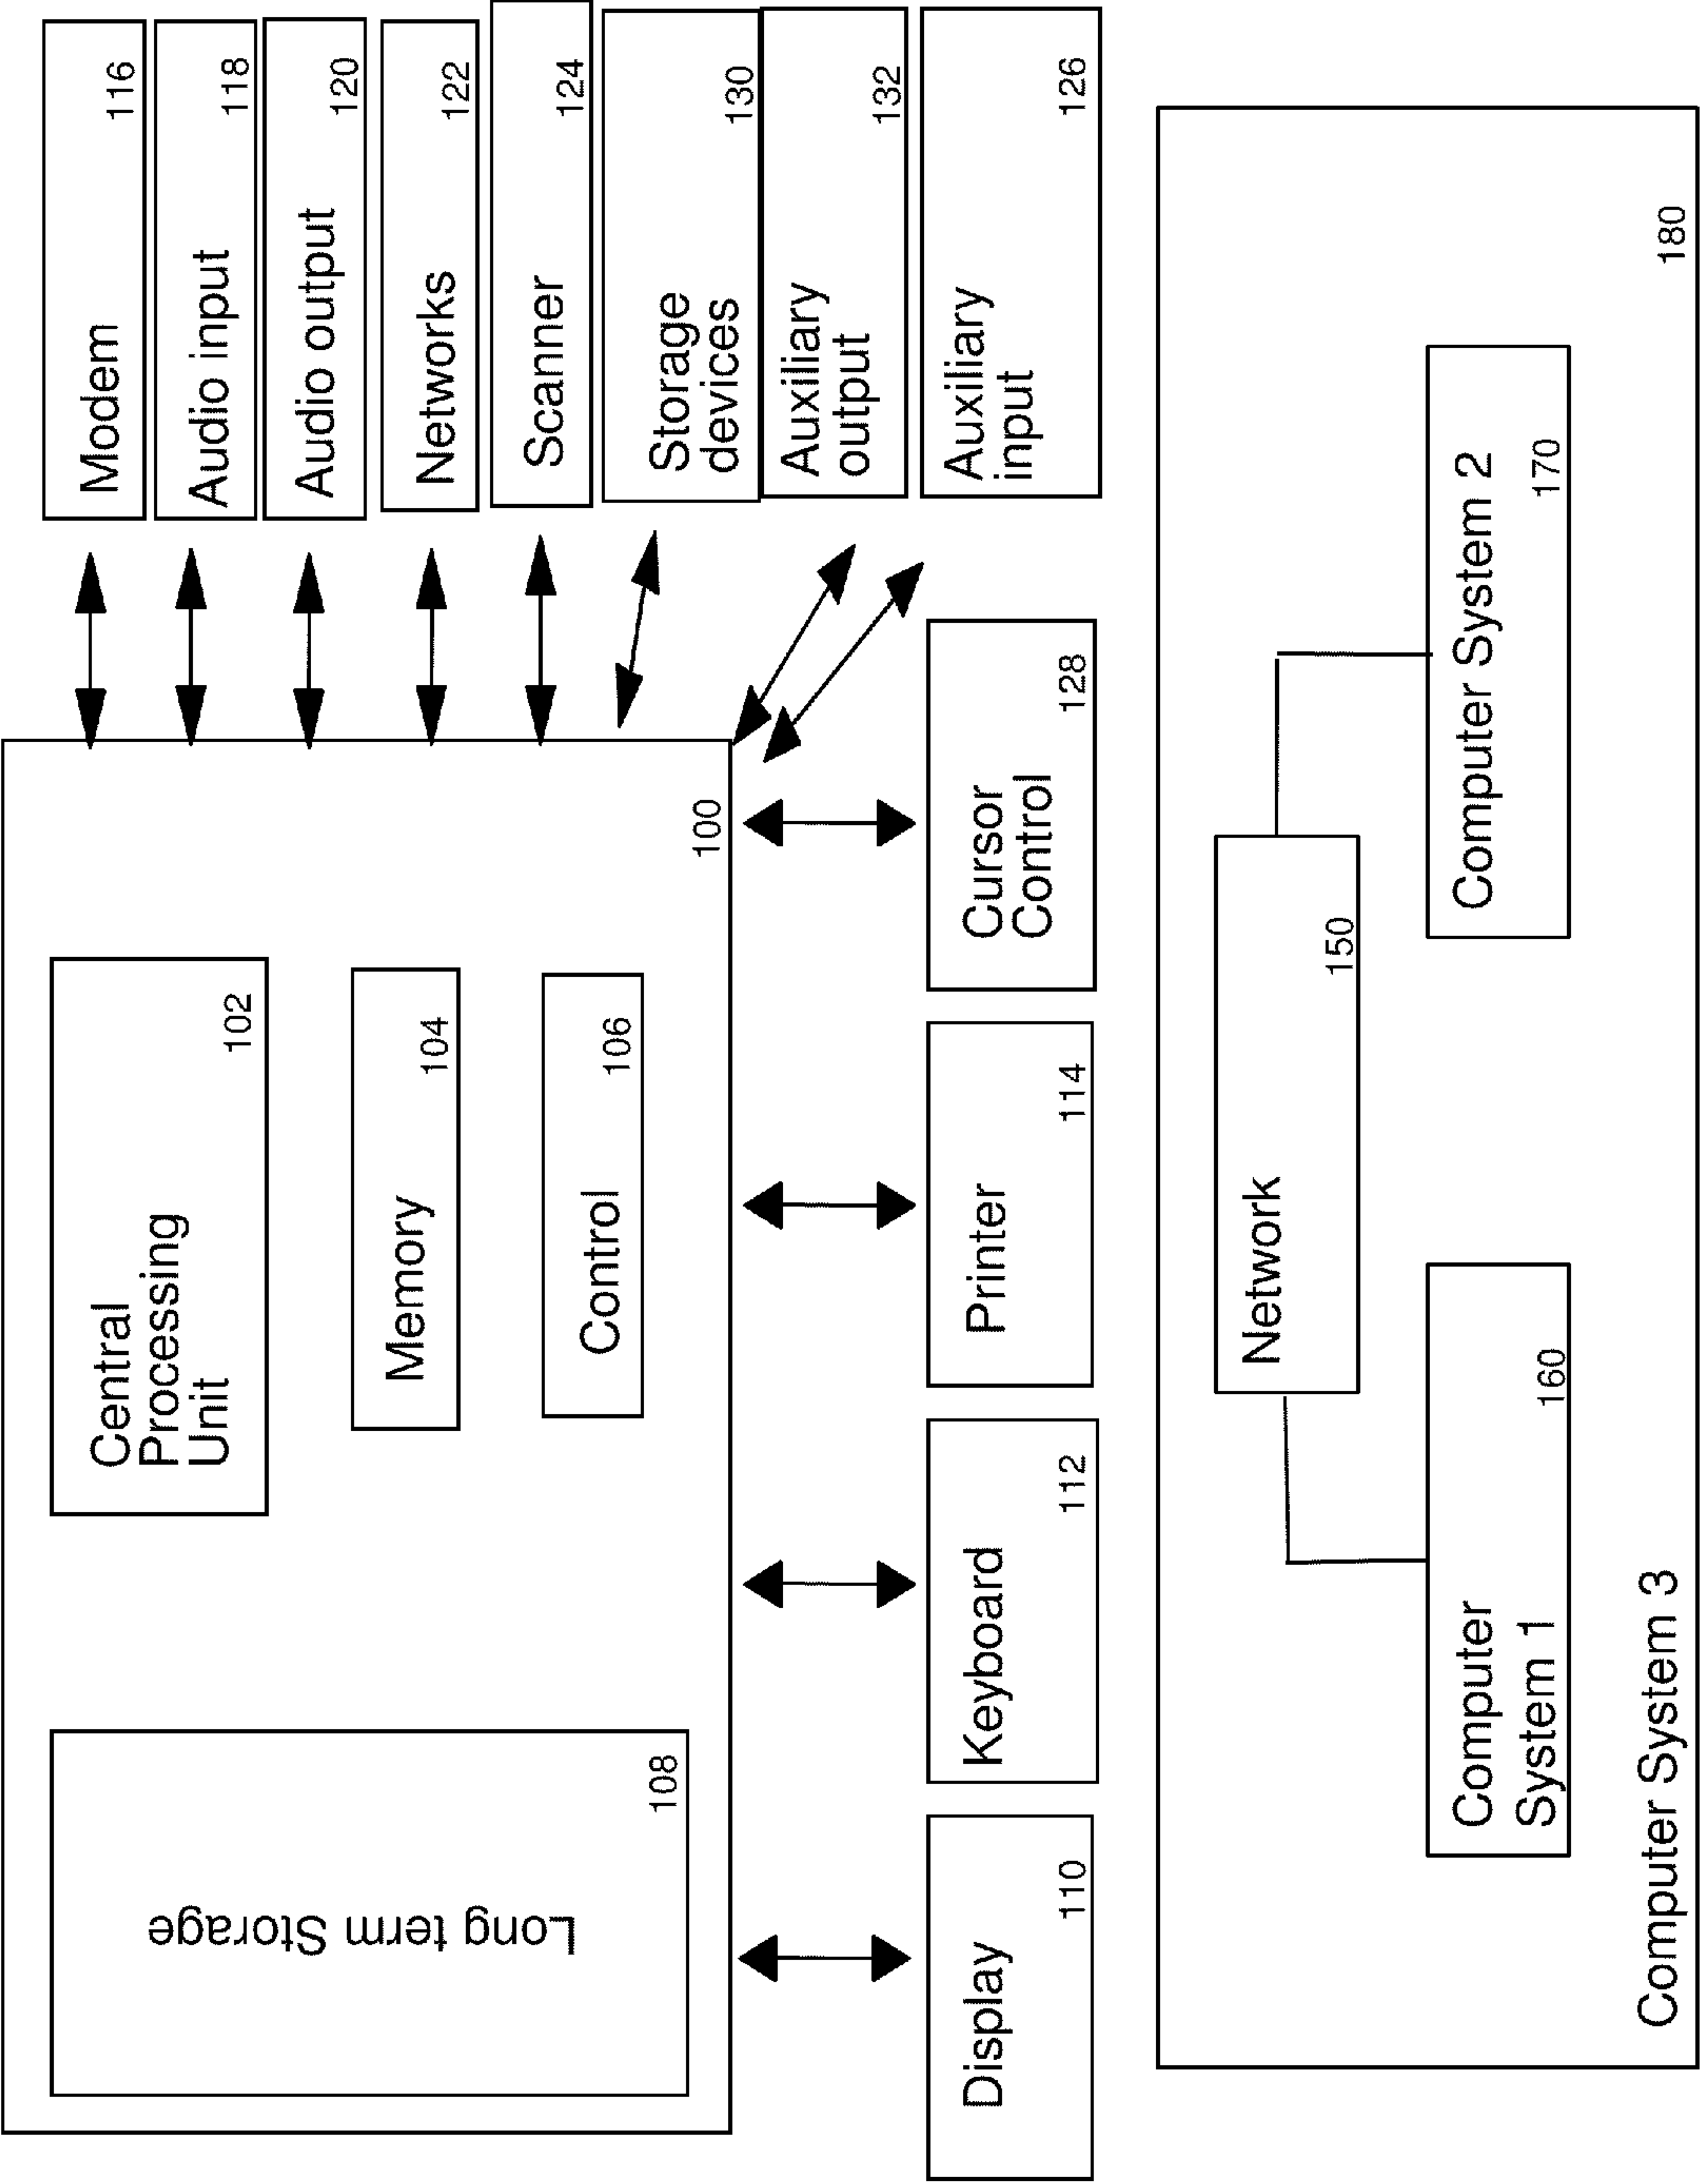 Long term Storage
108
Central
Processing
Unit
102
Memory
104
Control
106
100
Modem
116
Audio input
118
Audio output
120
Networks
122
Scanner
124
Storage
devices
130
Auxiliary
output
132
Auxiliary
input
126
Display
110
Keyboard
112
Printer
114
Cursor
Control
128
Network
150
Computer
System 1
160
Computer System 2
170
Computer System 3
180